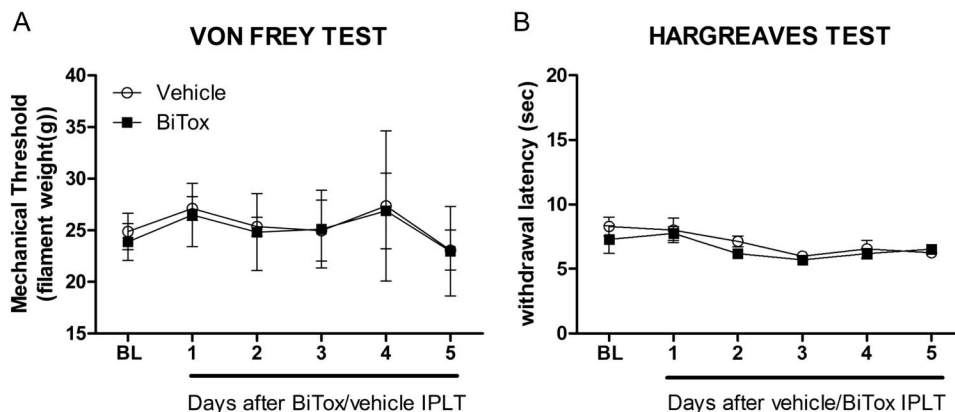 A
VON FREY TEST
Mechanical Threshold
(filament weight(g))
40
35
30
25
20
15
Vehicle
BiTox
BL 1 2 3 4 5
Days after BiTox/vehicle IPLT
B
HARGREAVES TEST
withdrawal latency (sec)
20
15
10
5
0
BL 1 2 3 4 5
Days after vehicle/BiTox IPLT